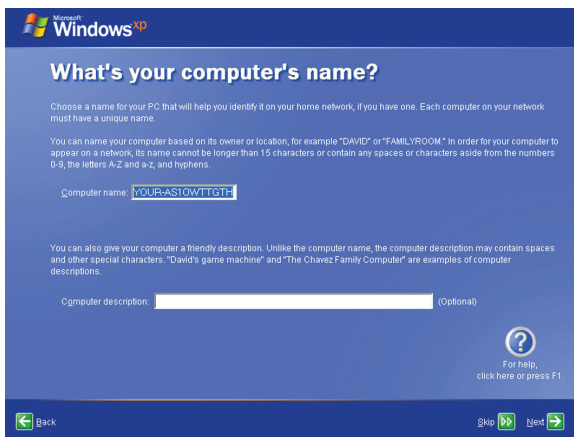 Microsoft
Windows xp
What's your computer's name?
Choose a name for your PC that will help you identify it on your home network, if you have one. Each computer on your network
must have a unique name.
You can name your computer based on its owner or location, for example "DAVID" or "FAMILYROOM." In order for your computer to
appear on a network, its name cannot be longer than 15 characters or contain any spaces or characters aside from the numbers
0-9, the letters A-Z and a-z, and hyphens.
Computer name: YOUR-AS1OWTTGTH
You can also give your computer a friendly description. Unlike the computer name, the computer description may contain spaces
and other special characters. "David's game machine" and "The Chavez Family Computer" are examples of computer
descriptions.
Computer description: (Optional)
?
For help,
click here or press F1.
Back Skip Next